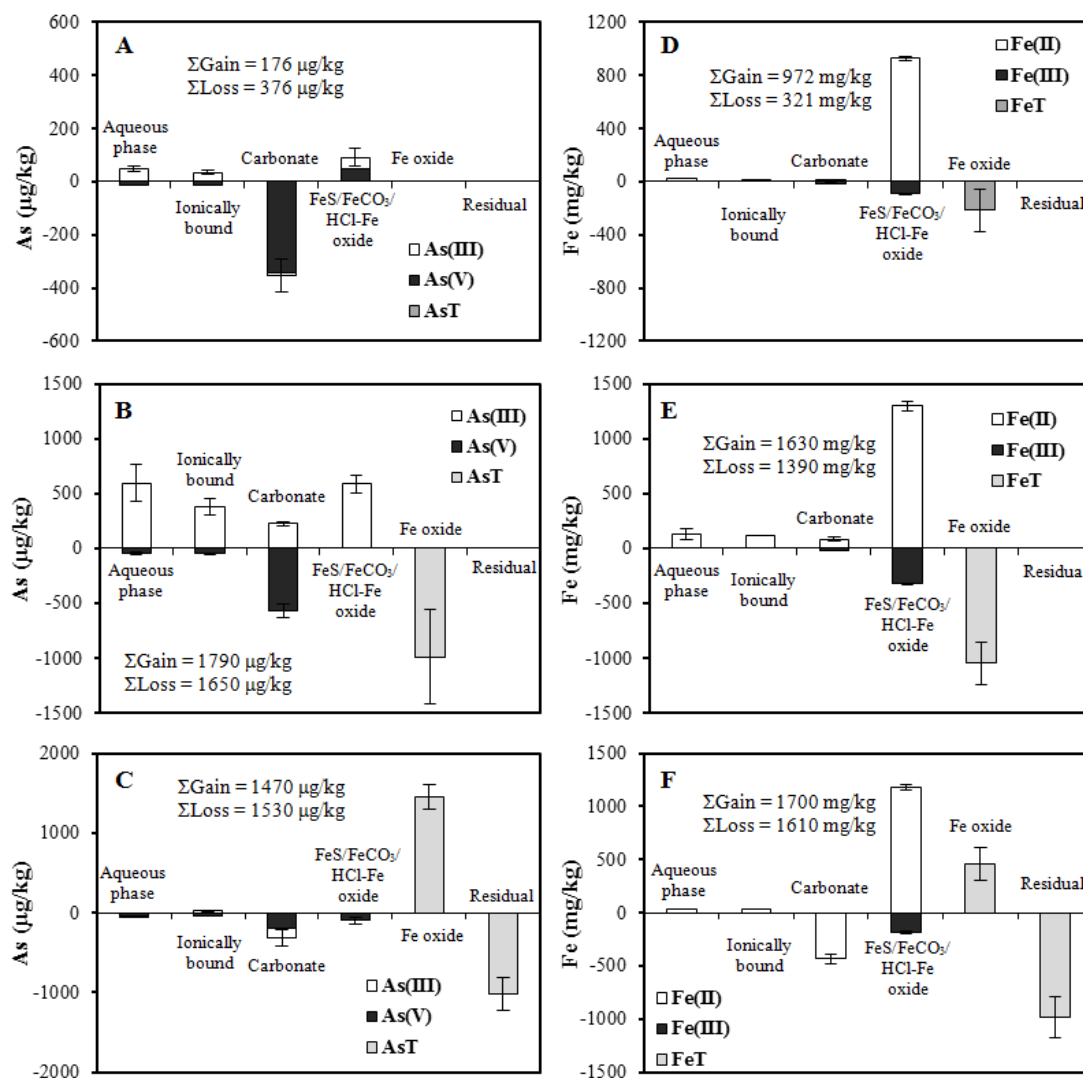 600
400
200
0
-200
-400
-600
As (µg/kg)
A
ΣGain = 176 µg/kg
ΣLoss = 376 µg/kg
Aqueous
phase
Carbonate
Fe oxide
Ionically
bound
FeS/FeCO₃/
HCl-Fe
oxide
Residual
As(III)
As(V)
AsT
1200
800
400
0
-400
-800
-1200
Fe (mg/kg)
D
Fe(II)
Fe(III)
FeT
ΣGain = 972 mg/kg
ΣLoss = 321 mg/kg
Aqueous
phase
Carbonate
Fe oxide
Ionically
bound
FeS/FeCO₃/
HCl-Fe
oxide
Residual
1500
1000
500
0
-500
-1000
-1500
As (µg/kg)
B
As(III)
As(V)
AsT
Ionically
bound
Carbonate
Fe oxide
Aqueous
phase
FeS/FeCO₃/
HCl-Fe
oxide
Residual
ΣGain = 1790 µg/kg
ΣLoss = 1650 µg/kg
1500
1000
500
0
-500
-1000
-1500
Fe (mg/kg)
E
Fe(II)
Fe(III)
FeT
ΣGain = 1630 mg/kg
ΣLoss = 1390 mg/kg
Carbonate
Fe oxide
Aqueous
phase
Ionically
bound
FeS/FeCO₃/
HCl-Fe
oxide
Residual
2000
1000
0
-1000
-2000
As (µg/kg)
C
ΣGain = 1470 µg/kg
ΣLoss = 1530 µg/kg
Aqueous
phase
FeS/FeCO₃/
HCl-Fe
oxide
Residual
Ionically
bound
Carbonate
Fe oxide
As(III)
As(V)
AsT
1500
1000
500
0
-500
-1000
-1500
Fe (mg/kg)
F
ΣGain = 1700 mg/kg
ΣLoss = 1610 mg/kg
Fe oxide
Aqueous
phase
Carbonate
Residual
Ionically
bound
FeS/FeCO₃/
HCl-Fe
oxide
Fe(II)
Fe(III)
FeT